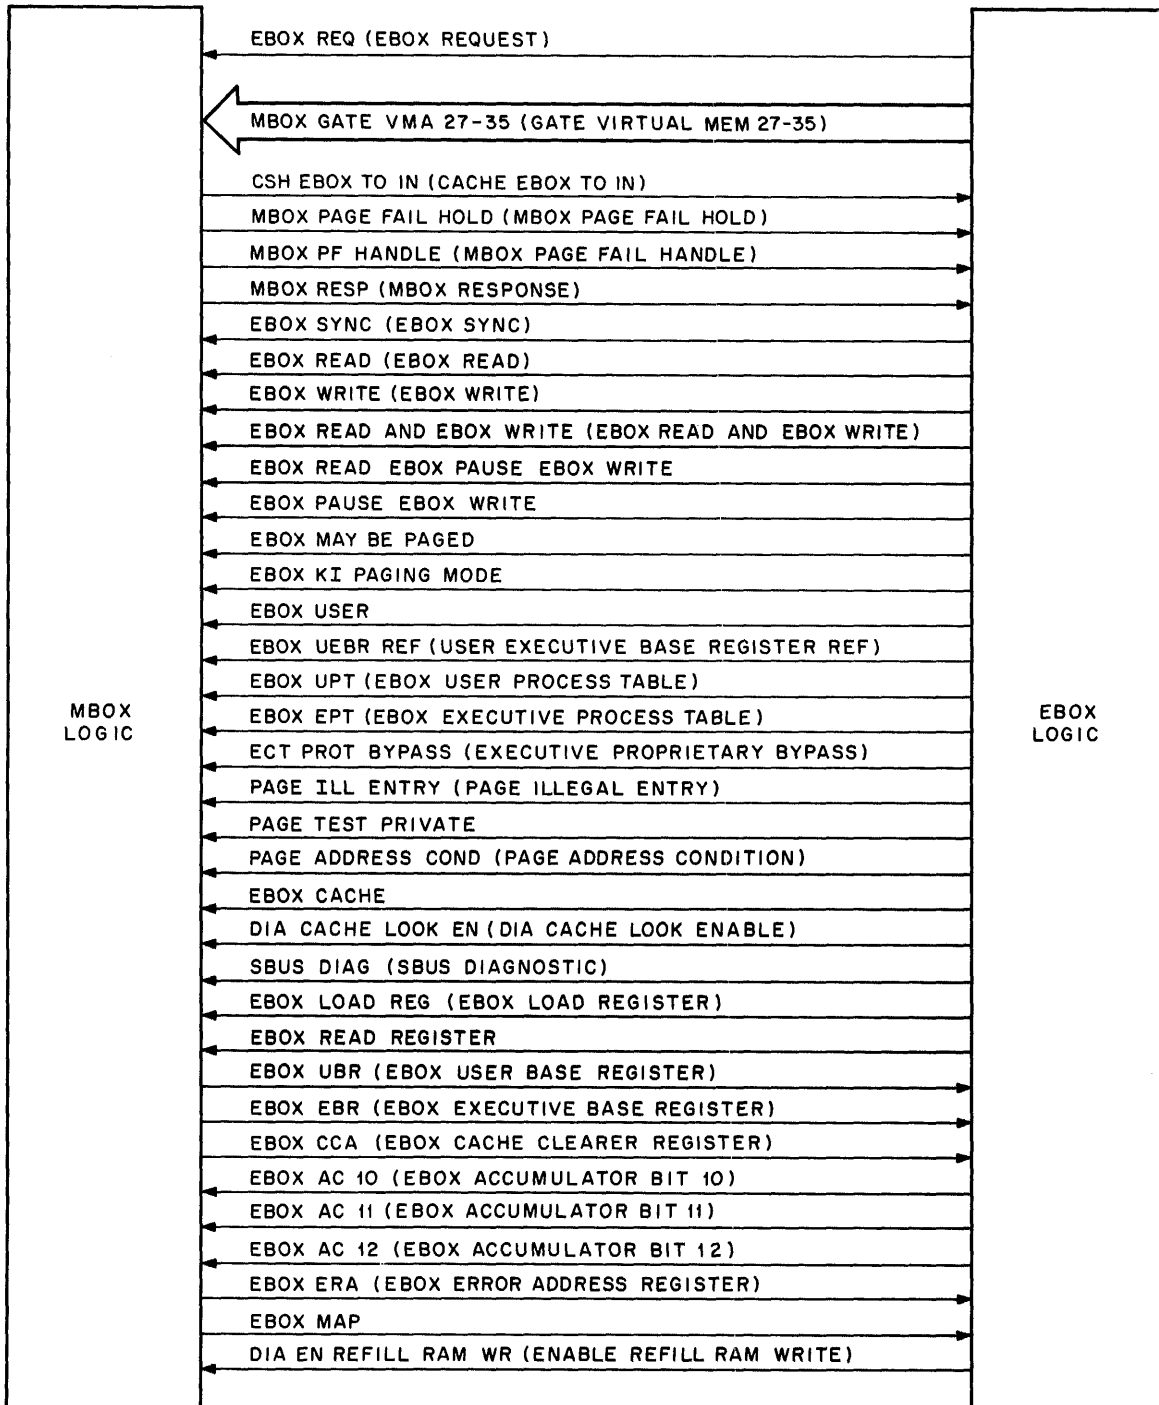 EBOX REQ (EBOX REQUEST)
MBOX GATE VMA 27-35 (GATE VIRTUAL MEM 27-35)
CSH EBOX TO IN (CACHE EBOX TO IN)
MBOX PAGE FAIL HOLD (MBOX PAGE FAIL HOLD)
MBOX PF HANDLE (MBOX PAGE FAIL HANDLE)
MBOX RESP (MBOX RESPONSE)
EBOX SYNC (EBOX SYNC)
EBOX READ (EBOX READ)
EBOX WRITE (EBOX WRITE)
EBOX READ AND EBOX WRITE (EBOX READ AND EBOX WRITE)
EBOX READ EBOX PAUSE EBOX WRITE
EBOX PAUSE EBOX WRITE
EBOX MAY BE PAGED
EBOX KI PAGING MODE
EBOX USER
EBOX UEBR REF (USER EXECUTIVE BASE REGISTER REF)
EBOX UPT (EBOX USER PROCESS TABLE)
EBOX EPT (EBOX EXECUTIVE PROCESS TABLE)
MBOX
LOGIC
EBOX
LOGIC
ECT PROT BYPASS (EXECUTIVE PROPRIETARY BYPASS)
PAGE ILL ENTRY (PAGE ILLEGAL ENTRY)
PAGE TEST PRIVATE
PAGE ADDRESS COND (PAGE ADDRESS CONDITION)
EBOX CACHE
DIA CACHE LOOK EN (DIA CACHE LOOK ENABLE)
SBUS DIAG (SBUS DIAGNOSTIC)
EBOX LOAD REG (EBOX LOAD REGISTER)
EBOX READ REGISTER
EBOX UBR (EBOX USER BASE REGISTER)
EBOX EBR (EBOX EXECUTIVE BASE REGISTER)
EBOX CCA (EBOX CACHE CLEARER REGISTER)
EBOX AC 10 (EBOX ACCUMULATOR BIT 10)
EBOX AC 11 (EBOX ACCUMULATOR BIT 11)
EBOX AC 12 (EBOX ACCUMULATOR BIT 12)
EBOX ERA (EBOX ERROR ADDRESS REGISTER)
EBOX MAP
DIA EN REFILL RAM WR (ENABLE REFILL RAM WRITE)